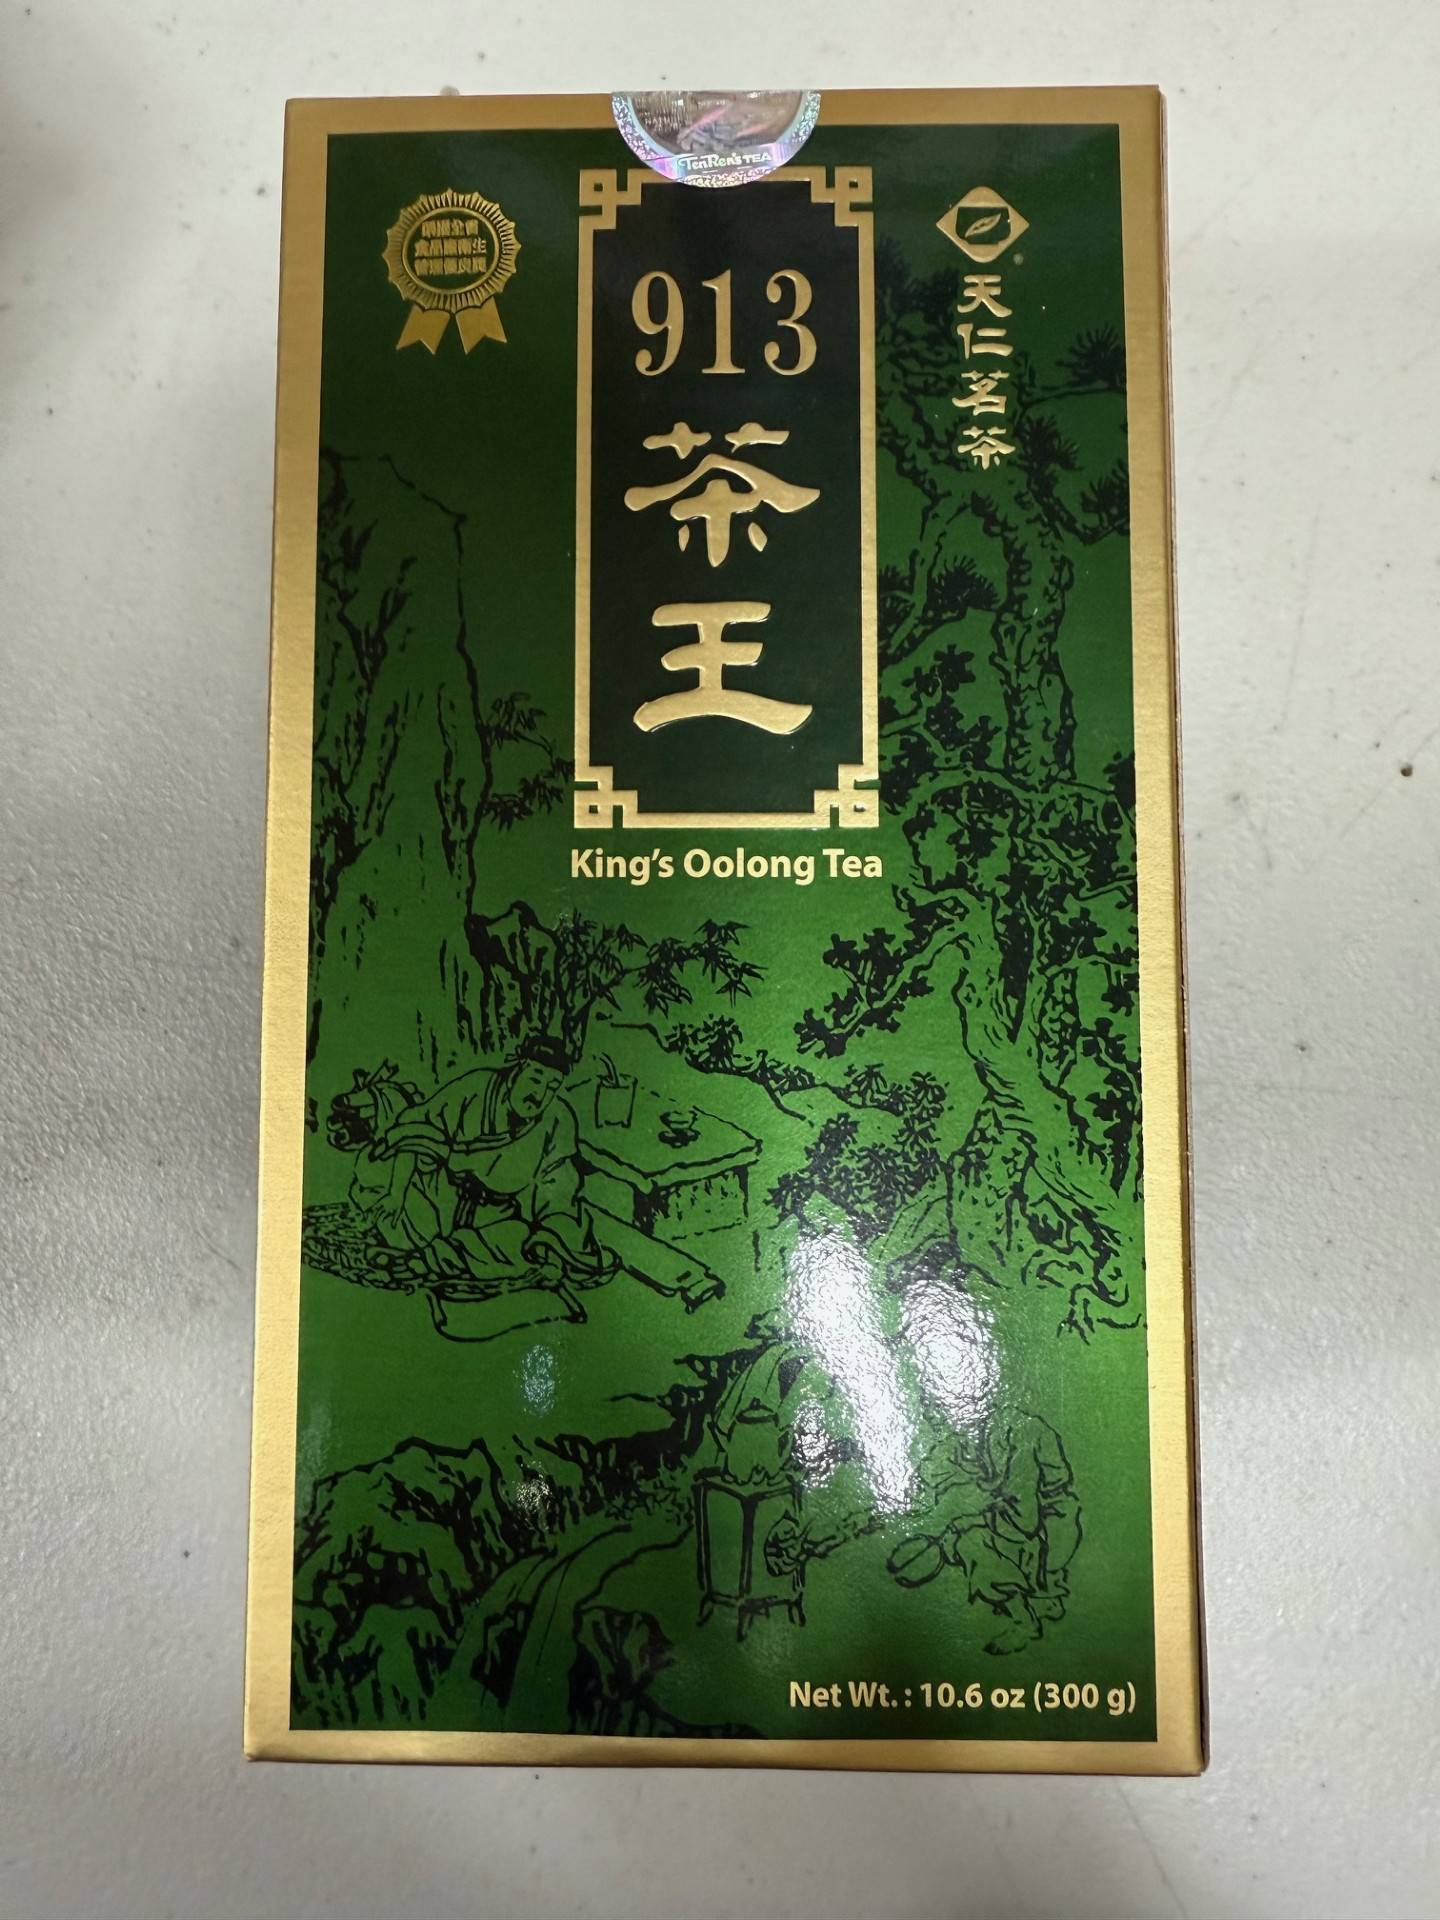 TenRen's TEA
913
茶王
天仁茗茶
King's Oolong Tea
Net Wt. : 10.6 oz (300 g)